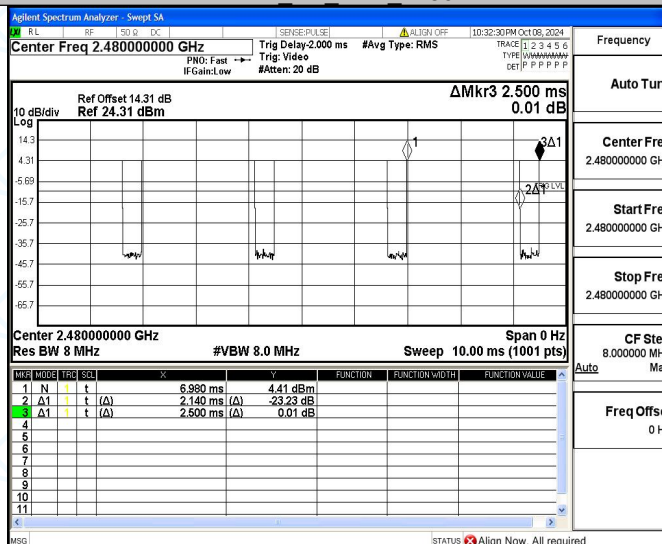 Agilent Spectrum Analyzer - Swept SA
LXI RL RF 50 Ω DC SENSE:PULSE ALIGN OFF 10:32:30PM Oct 08, 2024
Center Freq 2.480000000 GHz
PNO: Fast
IFGain:Low
Trig Delay-2.000 ms
Trig: Video
#Atten: 20 dB
#Avg Type: RMS
TRACE 1 2 3 4 5 6
TYPE WWWWWW
DET P P P P P P
Ref Offset 14.31 dB
10 dB/div Ref 24.31 dBm
Log
ΔMkr3 2.500 ms
0.01 dB
14.3
4.31
-5.69
-15.7
-25.7
-35.7
-45.7
-55.7
-65.7
1
3Δ1
2Δ1
LVL
Center 2.480000000 GHz Span 0 Hz
Res BW 8 MHz #VBW 8.0 MHz Sweep 10.00 ms (1001 pts)
MKR MODE TRC SCL X Y FUNCTION FUNCTION WIDTH FUNCTION VALUE
1 N 1 t 6.980 ms 4.41 dBm
2 Δ1 1 t (Δ) 2.140 ms (Δ) -23.23 dB
3 Δ1 1 t (Δ) 2.500 ms (Δ) 0.01 dB
4
5
6
7
8
9
10
11
MSG STATUS Align Now, All required
Frequency
Auto Tun
Center Fre
2.480000000 GH
Start Fre
2.480000000 GH
Stop Fre
2.480000000 GH
CF Ste
8.000000 MH
Auto Ma
Freq Offse
0 H